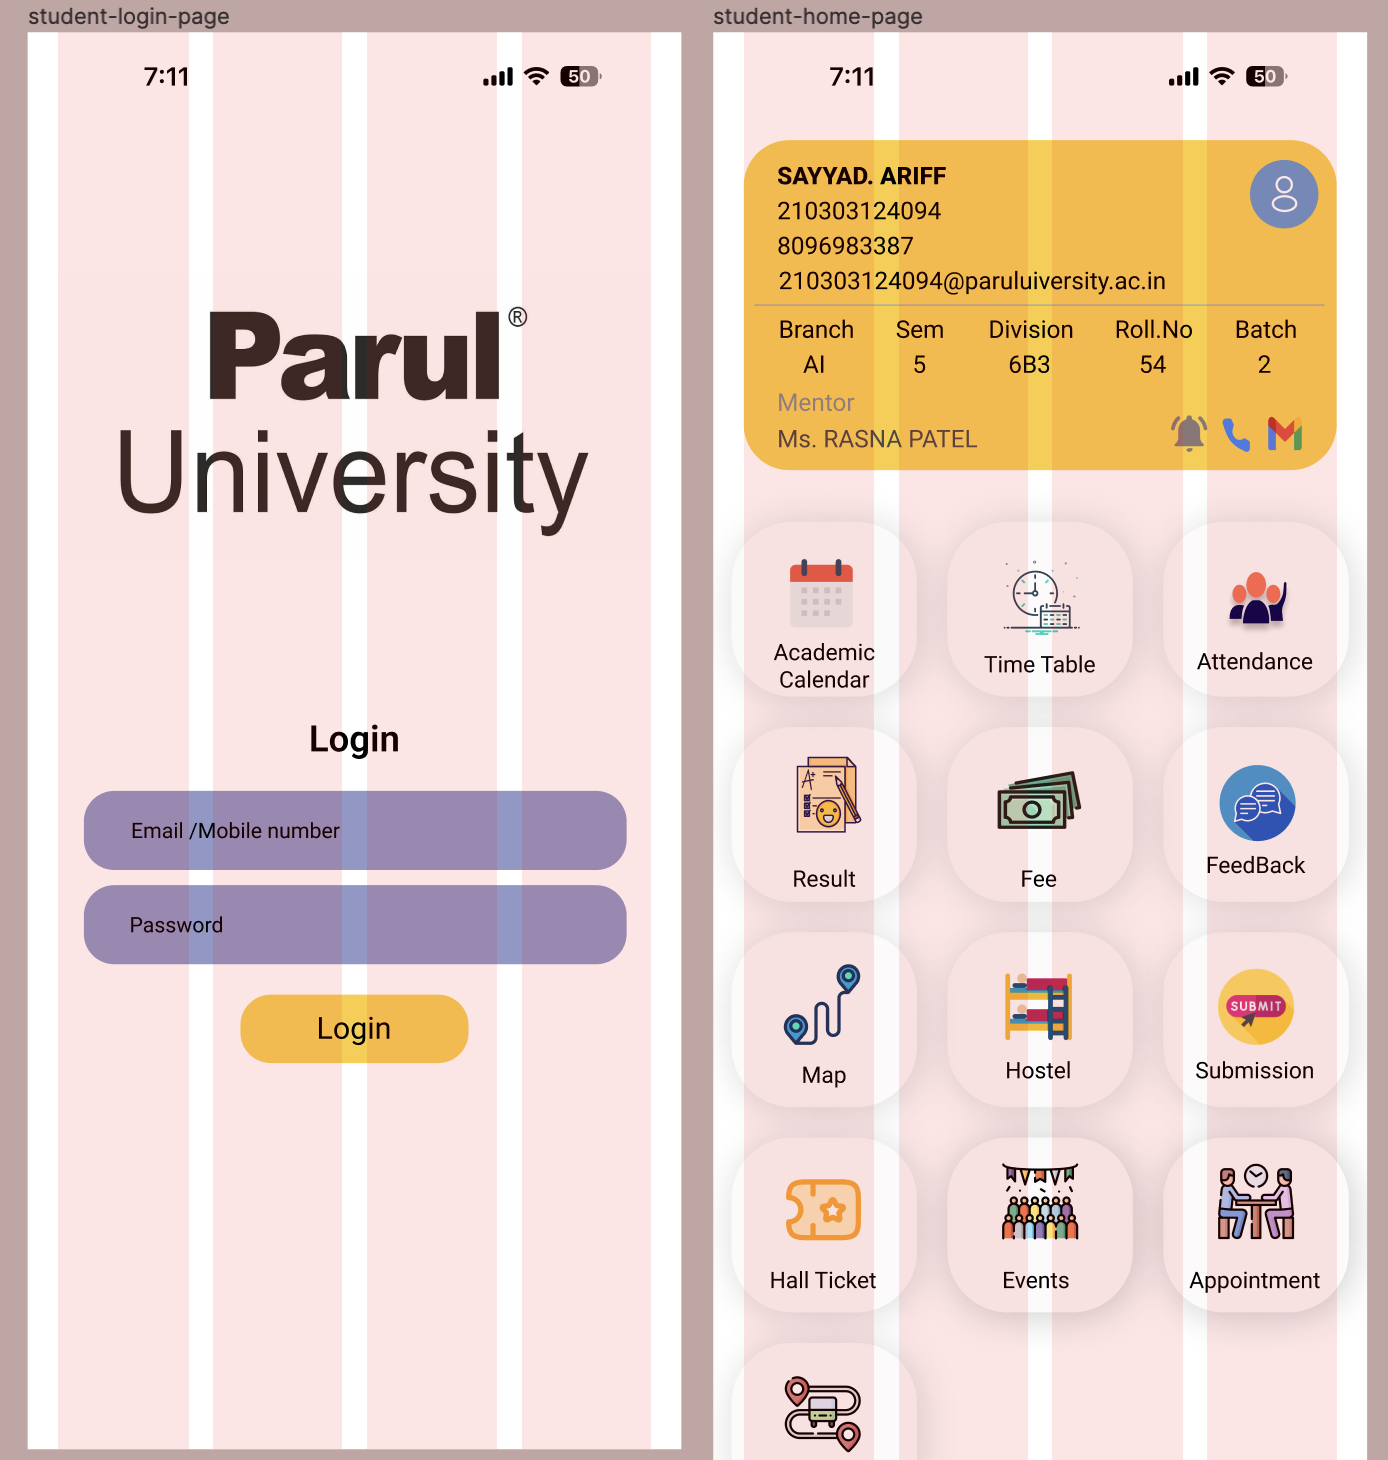 student-login-page
7:11
50
Parul®
University
Login
Email /Mobile number
Password
Login
student-home-page
7:11
50
SAYYAD. ARIFF
210303124094
8096983387
210303124094@paruluiversity.ac.in
Branch Sem Division Roll.No Batch
AI 5 6B3 54 2
Mentor
Ms. RASNA PATEL
Academic
Calendar
Time Table
Attendance
A+
Result
Fee
FeedBack
Map
Hostel
SUBMIT
Submission
Hall Ticket
Events
Appointment